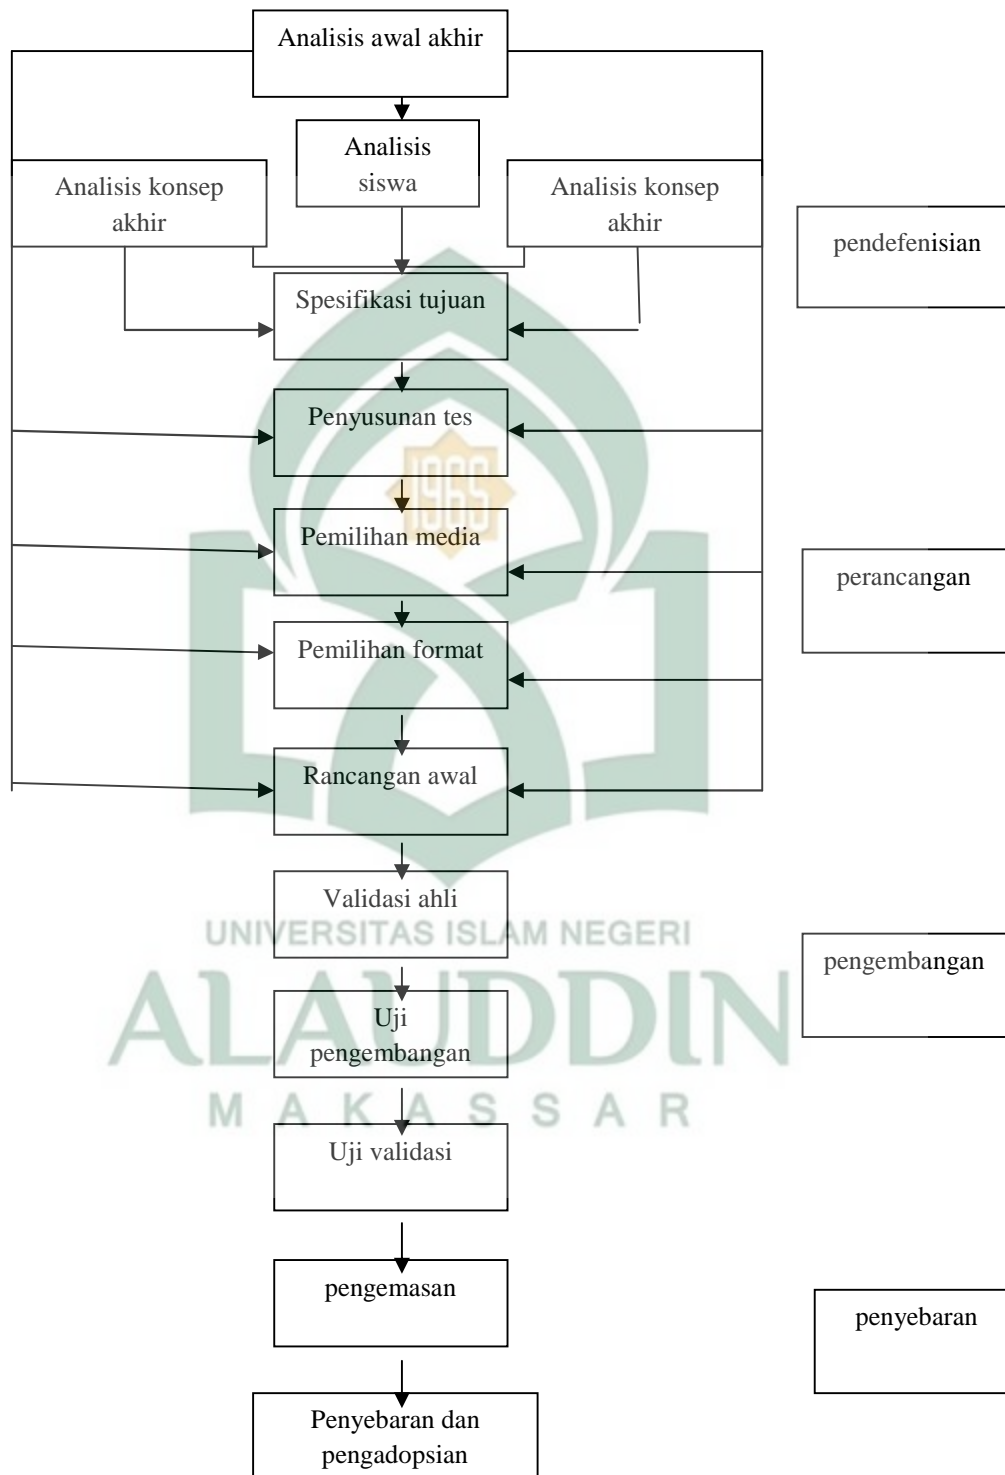 Analisis awal akhir
Analisis
siswa
Analisis konsep
akhir
Analisis konsep
akhir
pendefenisian
Spesifikasi tujuan
Penyusunan tes
1965
Pemilihan media
perancangan
Pemilihan format
Rancangan awal
Validasi ahli
UNIVERSITAS ISLAM NEGERI
pengembangan
ALAUDDIN
Uji
pengembangan
MAKASSAR
Uji validasi
pengemasan
penyebaran
Penyebaran dan
pengadopsian